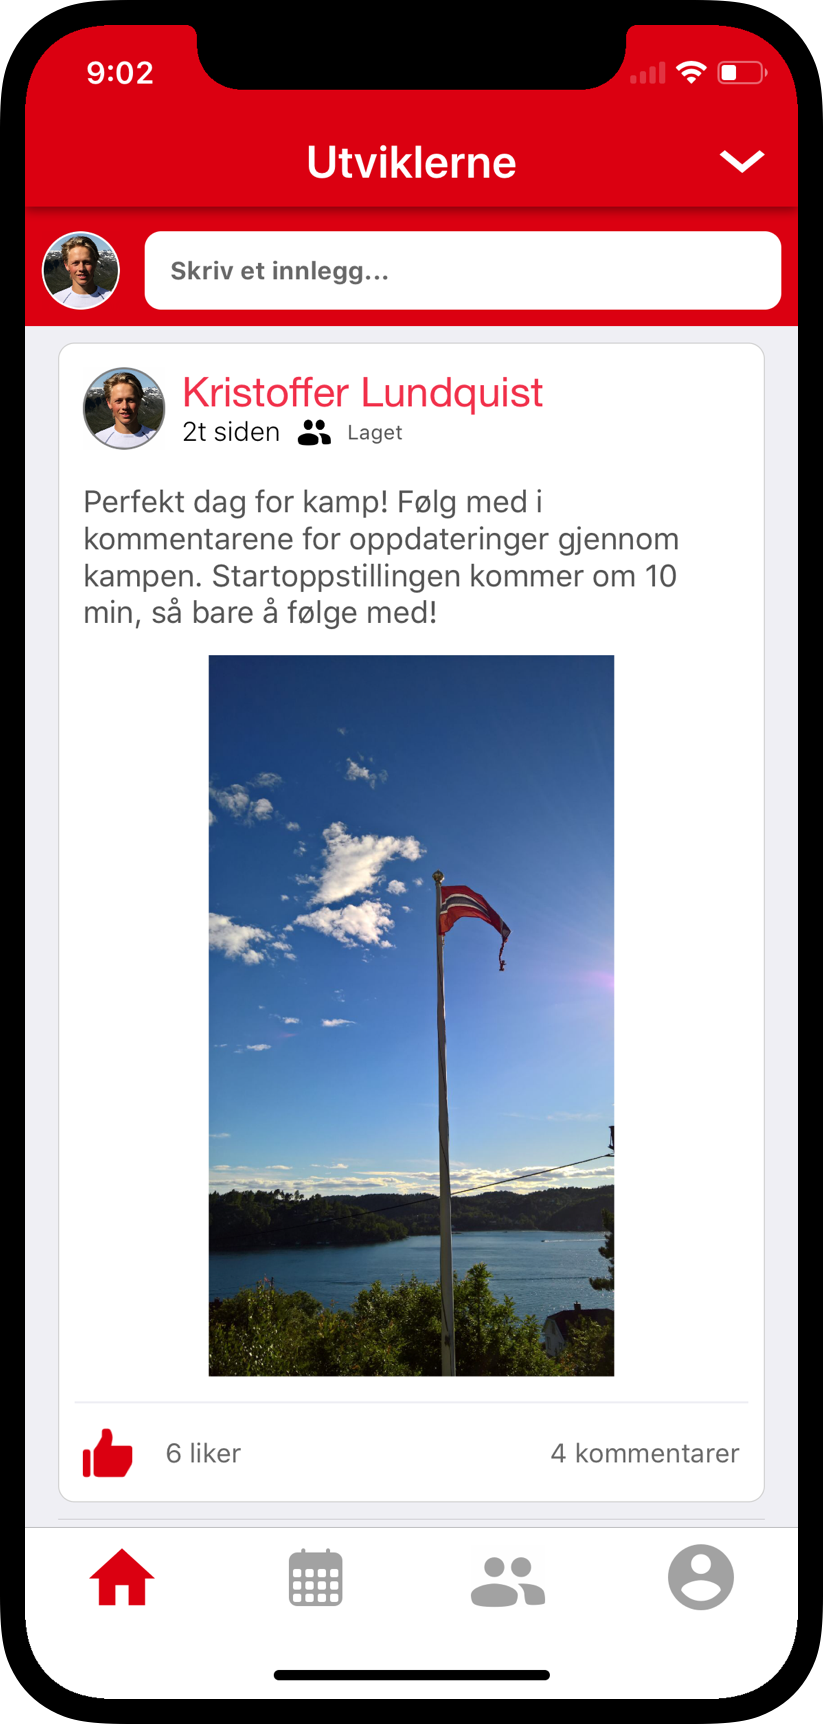 9:02
Utviklerne
Skriv et innlegg...
Kristoffer Lundquist
2t siden Laget
Perfekt dag for kamp! Følg med i
kommentarene for oppdateringer gjennom
kampen. Startoppstillingen kommer om 10
min, så bare å følge med!
6 liker 4 kommentarer